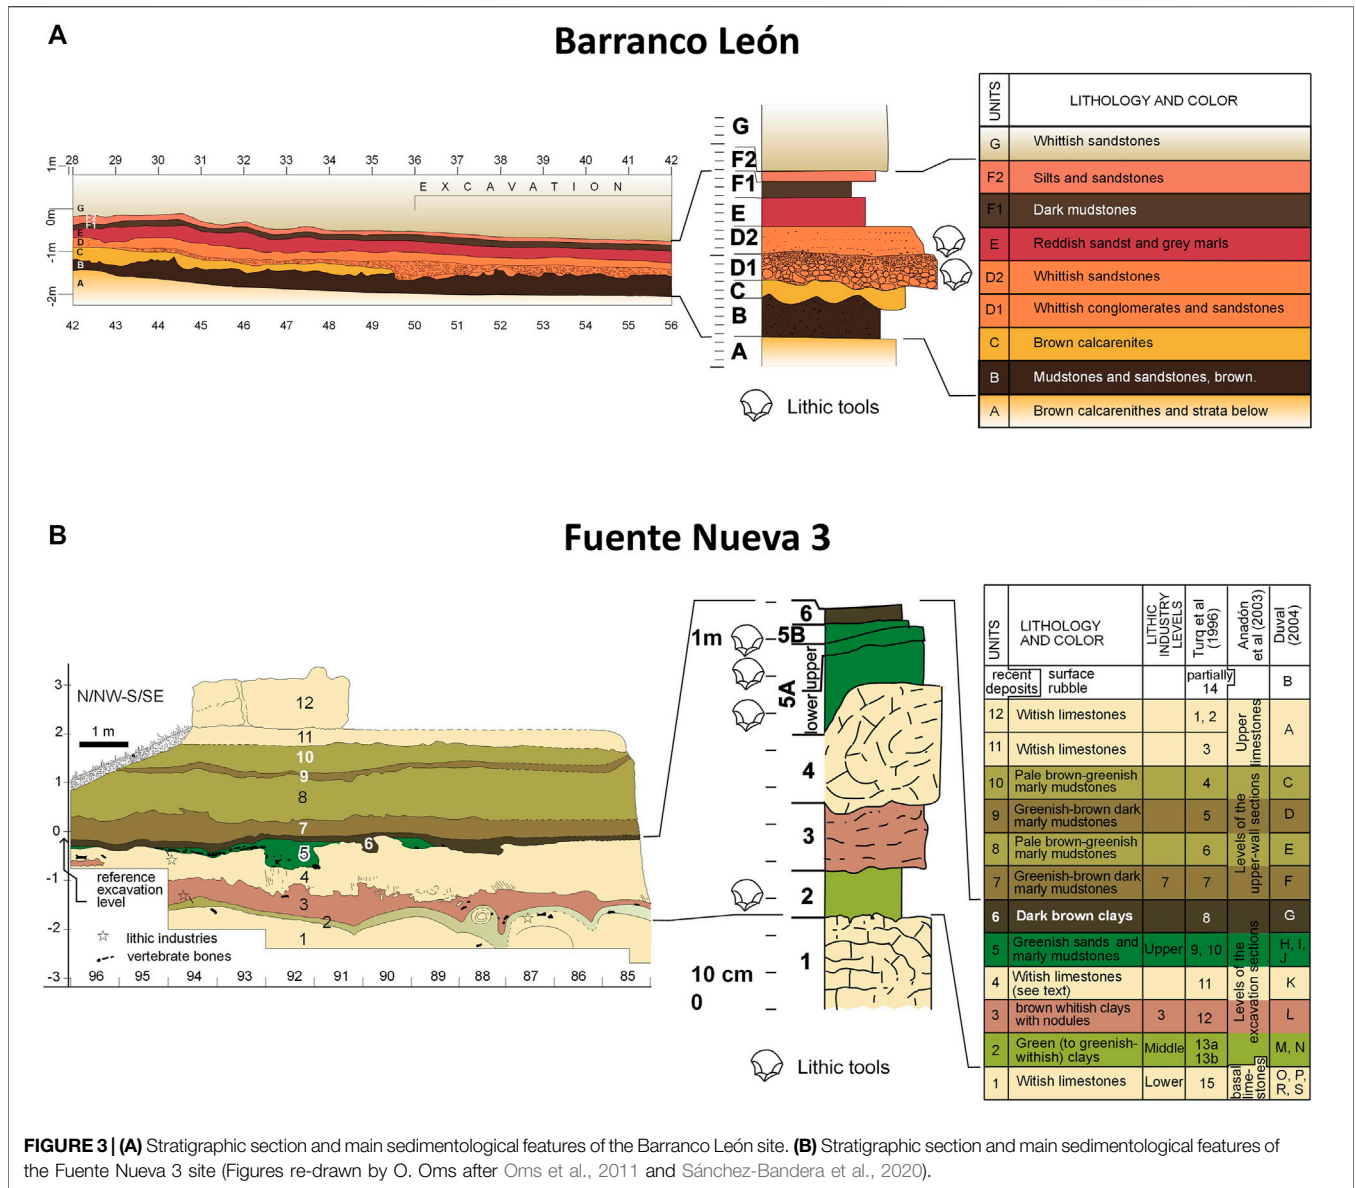 A
Barranco León
1m
0m
-1m
-2m
28 29 30 31 32 33 34 35 36 37 38 39 40 41 42
E X C A V A T I O N
G
F2
F1
E
D
C
B
A
42 43 44 45 46 47 48 49 50 51 52 53 54 55 56
G
F2
F1
E
D2
D1
C
B
A
Lithic tools
UNITS LITHOLOGY AND COLOR
G Whittish sandstones
F2 Silts and sandstones
F1 Dark mudstones
E Reddish sandst and grey marls
D2 Whittish sandstones
D1 Whittish conglomerates and sandstones
C Brown calcarenites
B Mudstones and sandstones, brown.
A Brown calcarenithes and strata below
B
Fuente Nueva 3
N/NW-S/SE
1 m
3
2
1
0
-1
-2
-3
12
11
10
9
8
7
6
5
4
3
2
1
reference
excavation
level
lithic industries
vertebrate bones
96 95 94 93 92 91 90 89 88 87 86 85
6
1m 5B
5A
lower upper
4
3
2
1
10 cm
0
Lithic tools
UNITS
LITHOLOGY
AND COLOR
LITHIC
INDUSTRY
LEVELS
Turq et al
(1996)
Anadón
et al (2003)
Duval
(2004)
recent
deposits
surface
rubble
partially
14
B
12 Witish limestones 1, 2
A
11 Witish limestones 3
Upper
limestones
10 Pale brown-greenish
marly mudstones 4 C
9 Greenish-brown dark
marly mudstones 5 D
8 Pale brown-greenish
marly mudstones 6 E
7 Greenish-brown dark
marly mudstones 7 7 F
Levels of the
upper-wall sections
6 Dark brown clays 8 G
5 Greenish sands and
marly mudstones Upper 9, 10 H, I,
J
4 Witish limestones
(see text) 11 K
3 brown whitish clays
with nodules 3 12 L
2 Green (to greenish-
withish) clays Middle 13a
13b M, N
Levels of the
excavation sections
1 Witish limestones Lower 15
basal
lime-
stones
O, P,
R, S
FIGURE 3 | (A) Stratigraphic section and main sedimentological features of the Barranco León site. (B) Stratigraphic section and main sedimentological features of
the Fuente Nueva 3 site (Figures re-drawn by O. Oms after Oms et al., 2011 and Sánchez-Bandera et al., 2020).